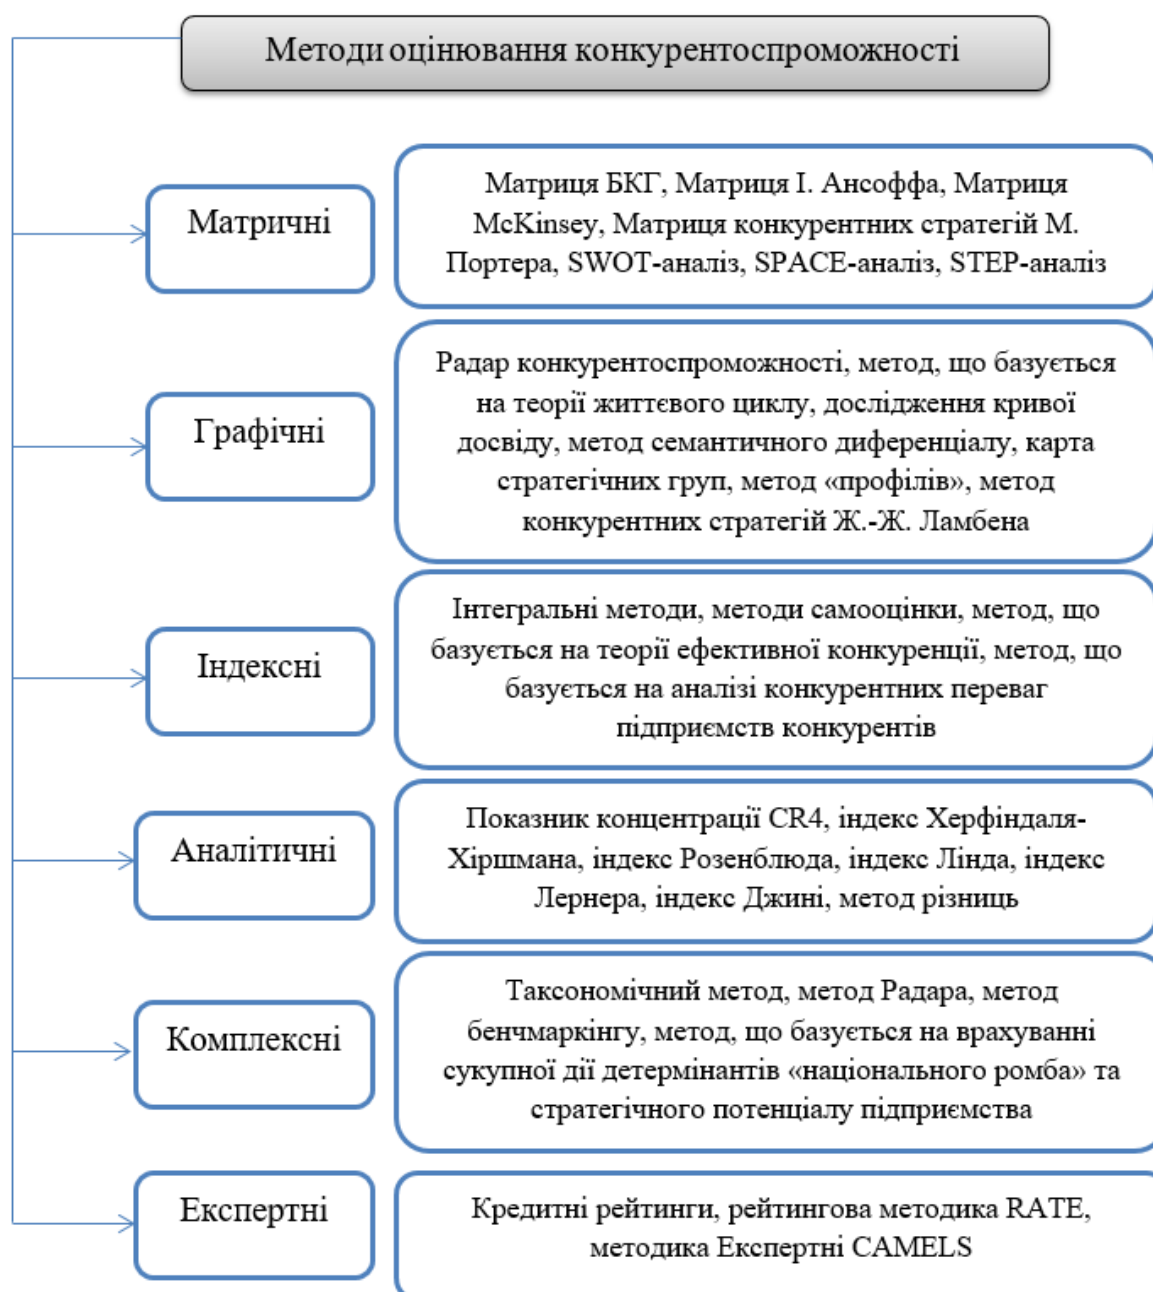 Методи оцінювання конкурентоспроможності
Матричні
Матриця БКГ, Матриця І. Ансоффа, Матриця
McKinsey, Матриця конкурентних стратегій М.
Портера, SWOT-аналіз, SPACE-аналіз, STEP-аналіз
Графічні
Радар конкурентоспроможності, метод, що базується
на теорії життєвого циклу, дослідження кривої
досвіду, метод семантичного диференціалу, карта
стратегічних груп, метод «профілів», метод
конкурентних стратегій Ж.-Ж. Ламбена
Індексні
Інтегральні методи, методи самооцінки, метод, що
базується на теорії ефективної конкуренції, метод, що
базується на аналізі конкурентних переваг
підприємств конкурентів
Аналітичні
Показник концентрації CR4, індекс Херфіндаля-
Хіршмана, індекс Розенблюда, індекс Лінда, індекс
Лернера, індекс Джині, метод різниць
Комплексні
Таксономічний метод, метод Радара, метод
бенчмаркінгу, метод, що базується на врахуванні
сукупної дії детермінантів «національного ромба» та
стратегічного потенціалу підприємства
Експертні
Кредитні рейтинги, рейтингова методика RATE,
методика Експертні CAMELS